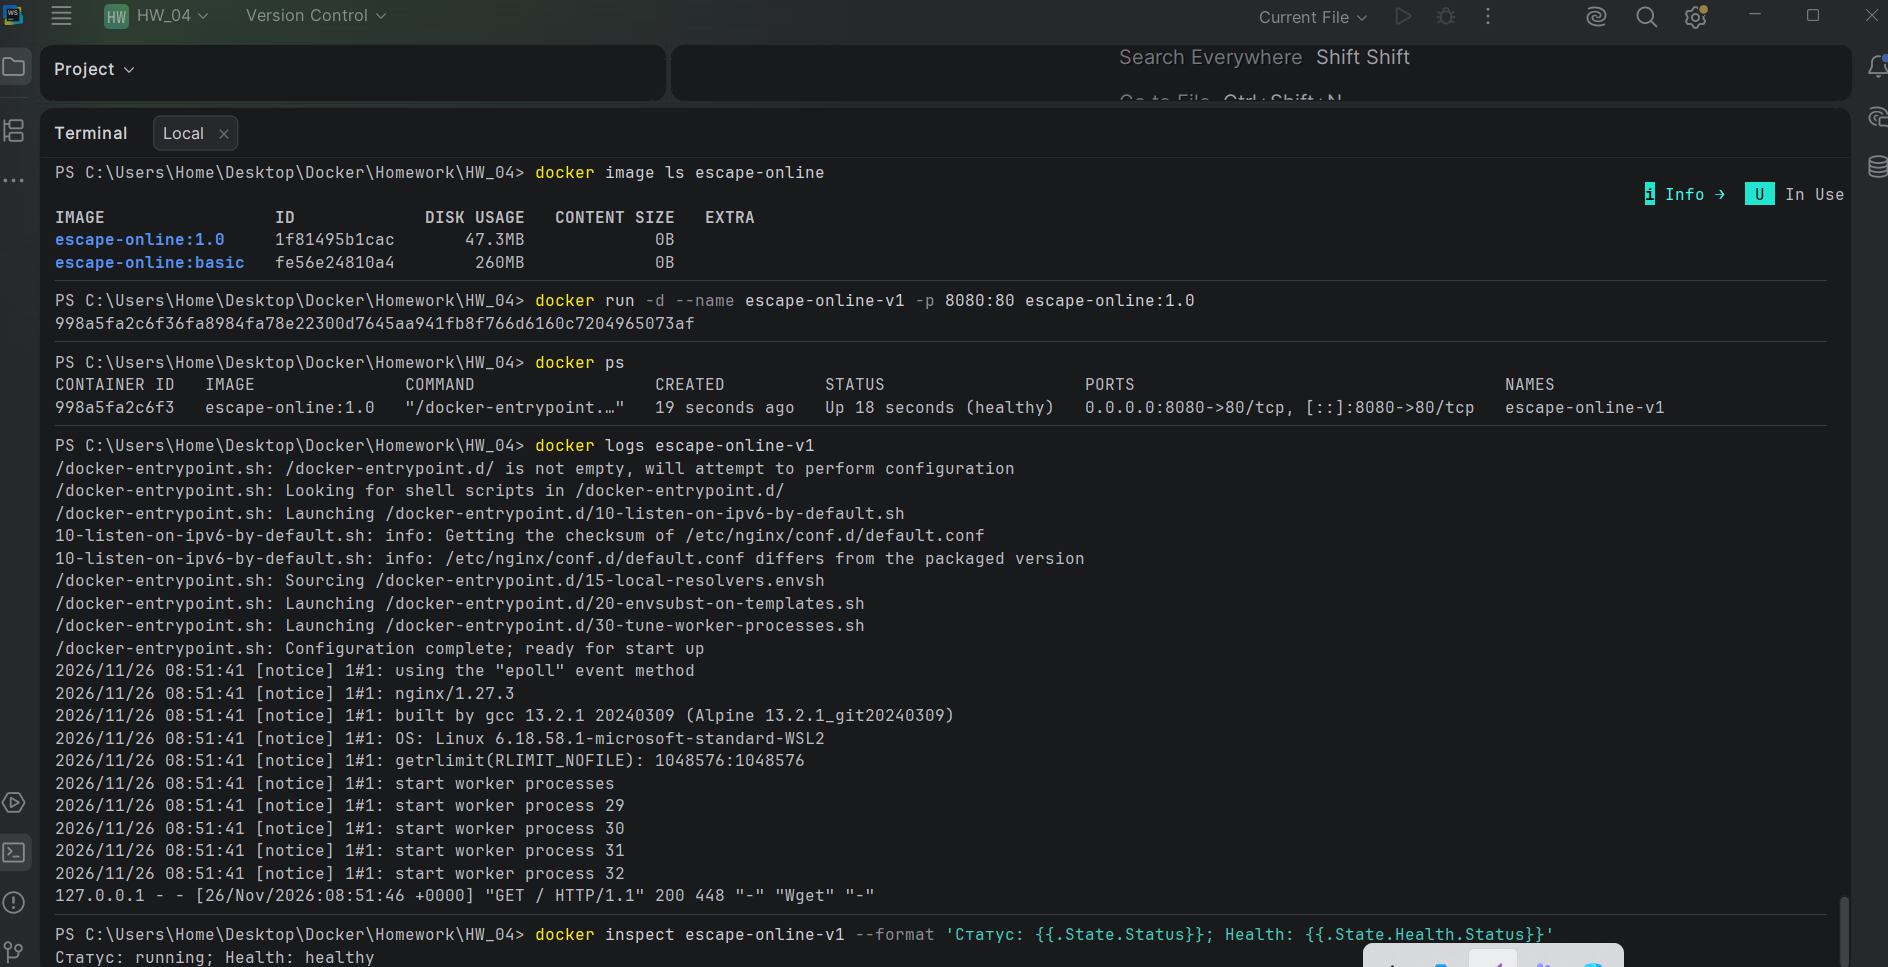 WS HW HW_04 Version Control Current File
Project
Search Everywhere Shift Shift
Go to File Ctrl+Shift+N
Terminal Local ×
PS C:\Users\Home\Desktop\Docker\Homework\HW_04> docker image ls escape-online
i Info → U In Use
IMAGE ID DISK USAGE CONTENT SIZE EXTRA
escape-online:1.0 1f81495b1cac 47.3MB 0B
escape-online:basic fe56e24810a4 260MB 0B
PS C:\Users\Home\Desktop\Docker\Homework\HW_04> docker run -d --name escape-online-v1 -p 8080:80 escape-online:1.0
998a5fa2c6f36fa8984fa78e22300d7645aa941fb8f766d6160c7204965073af
PS C:\Users\Home\Desktop\Docker\Homework\HW_04> docker ps
CONTAINER ID IMAGE COMMAND CREATED STATUS PORTS NAMES
998a5fa2c6f3 escape-online:1.0 "/docker-entrypoint.…" 19 seconds ago Up 18 seconds (healthy) 0.0.0.0:8080->80/tcp, [::]:8080->80/tcp escape-online-v1
PS C:\Users\Home\Desktop\Docker\Homework\HW_04> docker logs escape-online-v1
/docker-entrypoint.sh: /docker-entrypoint.d/ is not empty, will attempt to perform configuration
/docker-entrypoint.sh: Looking for shell scripts in /docker-entrypoint.d/
/docker-entrypoint.sh: Launching /docker-entrypoint.d/10-listen-on-ipv6-by-default.sh
10-listen-on-ipv6-by-default.sh: info: Getting the checksum of /etc/nginx/conf.d/default.conf
10-listen-on-ipv6-by-default.sh: info: /etc/nginx/conf.d/default.conf differs from the packaged version
/docker-entrypoint.sh: Sourcing /docker-entrypoint.d/15-local-resolvers.envsh
/docker-entrypoint.sh: Launching /docker-entrypoint.d/20-envsubst-on-templates.sh
/docker-entrypoint.sh: Launching /docker-entrypoint.d/30-tune-worker-processes.sh
/docker-entrypoint.sh: Configuration complete; ready for start up
2026/11/26 08:51:41 [notice] 1#1: using the "epoll" event method
2026/11/26 08:51:41 [notice] 1#1: nginx/1.27.3
2026/11/26 08:51:41 [notice] 1#1: built by gcc 13.2.1 20240309 (Alpine 13.2.1_git20240309)
2026/11/26 08:51:41 [notice] 1#1: OS: Linux 6.18.58.1-microsoft-standard-WSL2
2026/11/26 08:51:41 [notice] 1#1: getrlimit(RLIMIT_NOFILE): 1048576:1048576
2026/11/26 08:51:41 [notice] 1#1: start worker processes
2026/11/26 08:51:41 [notice] 1#1: start worker process 29
2026/11/26 08:51:41 [notice] 1#1: start worker process 30
2026/11/26 08:51:41 [notice] 1#1: start worker process 31
2026/11/26 08:51:41 [notice] 1#1: start worker process 32
127.0.0.1 - - [26/Nov/2026:08:51:46 +0000] "GET / HTTP/1.1" 200 448 "-" "Wget" "-"
PS C:\Users\Home\Desktop\Docker\Homework\HW_04> docker inspect escape-online-v1 --format 'Статус: {{.State.Status}}; Health: {{.State.Health.Status}}'
Статус: running; Health: healthy